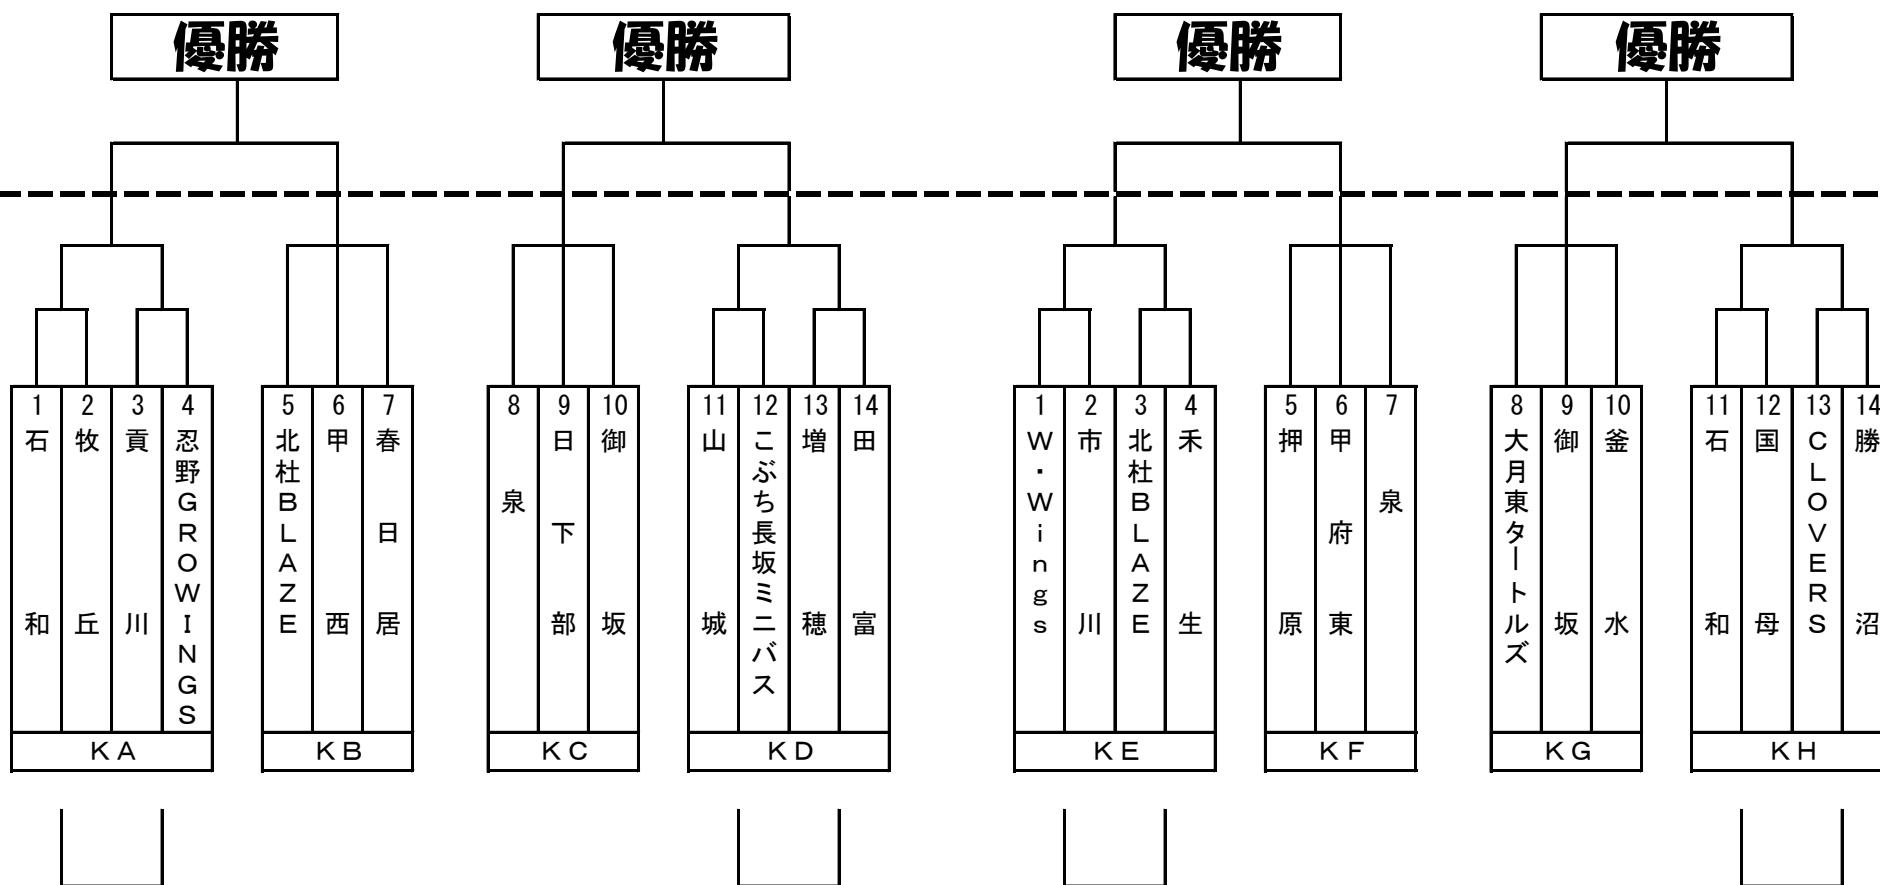 優勝
優勝
優勝
優勝
1
石和
2
牧丘
3
貢川
4
忍野GROWINGS
5
北杜BLAZE
6
甲西
7
春日居
8
泉
9
日下部
10
御坂
11
山城
12
こぶち長坂ミニバス
13
増穂
14
田富
1
W・Wings
2
市川
3
北杜BLAZE
4
禾生
5
押原
6
甲府東
7
泉
8
大月東タートルズ
9
御坂
10
釜水
11
石和
12
国母
13
CLOVERS
14
勝沼
KA
KB
KC
KD
KE
KF
KG
KH